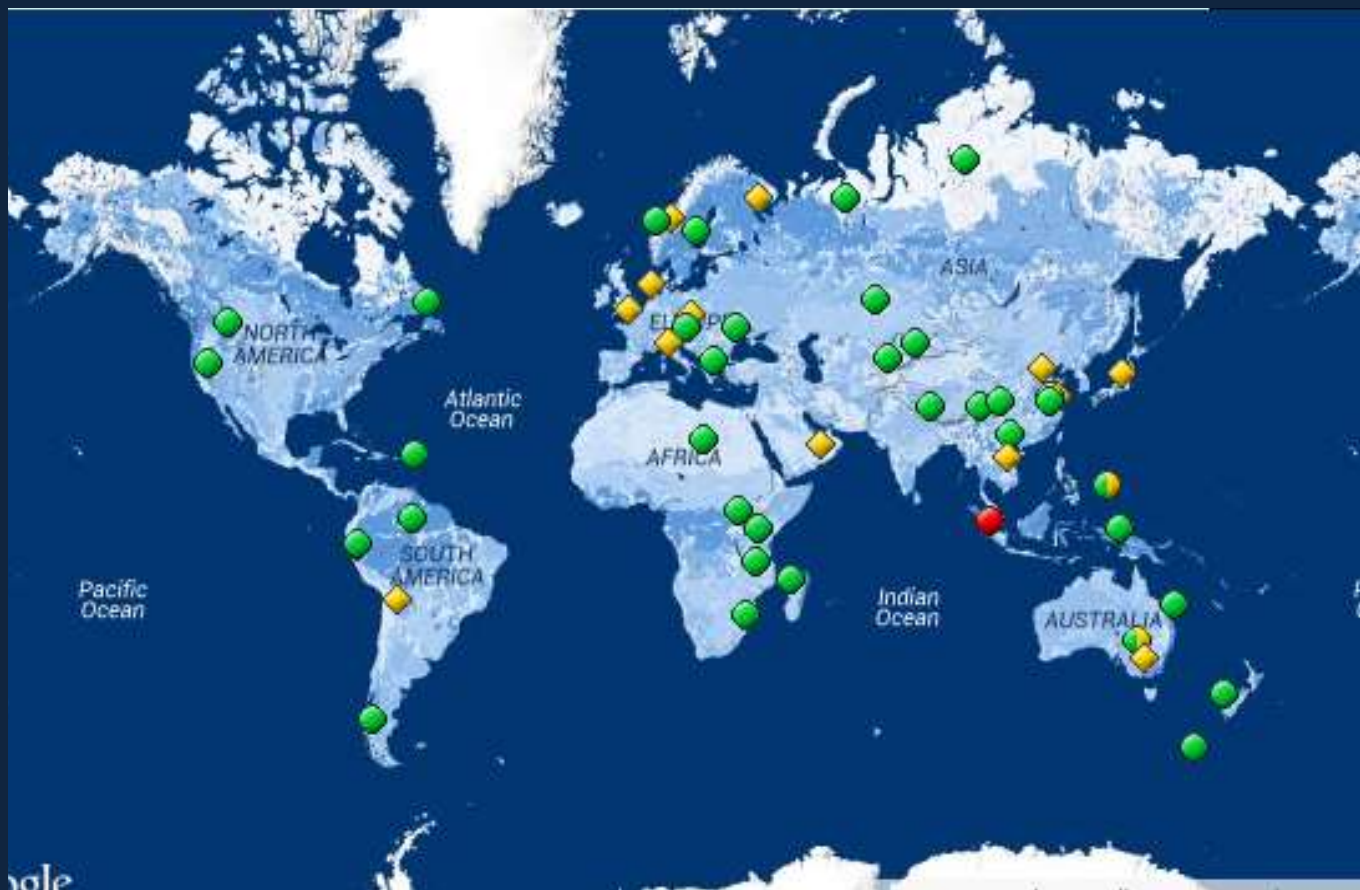 ASIA
NORTH
AMERICA
Atlantic
Ocean
AFRICA
SOUTH
AMERICA
Pacific
Ocean
Indian
Ocean
AUSTRALIA
ogle